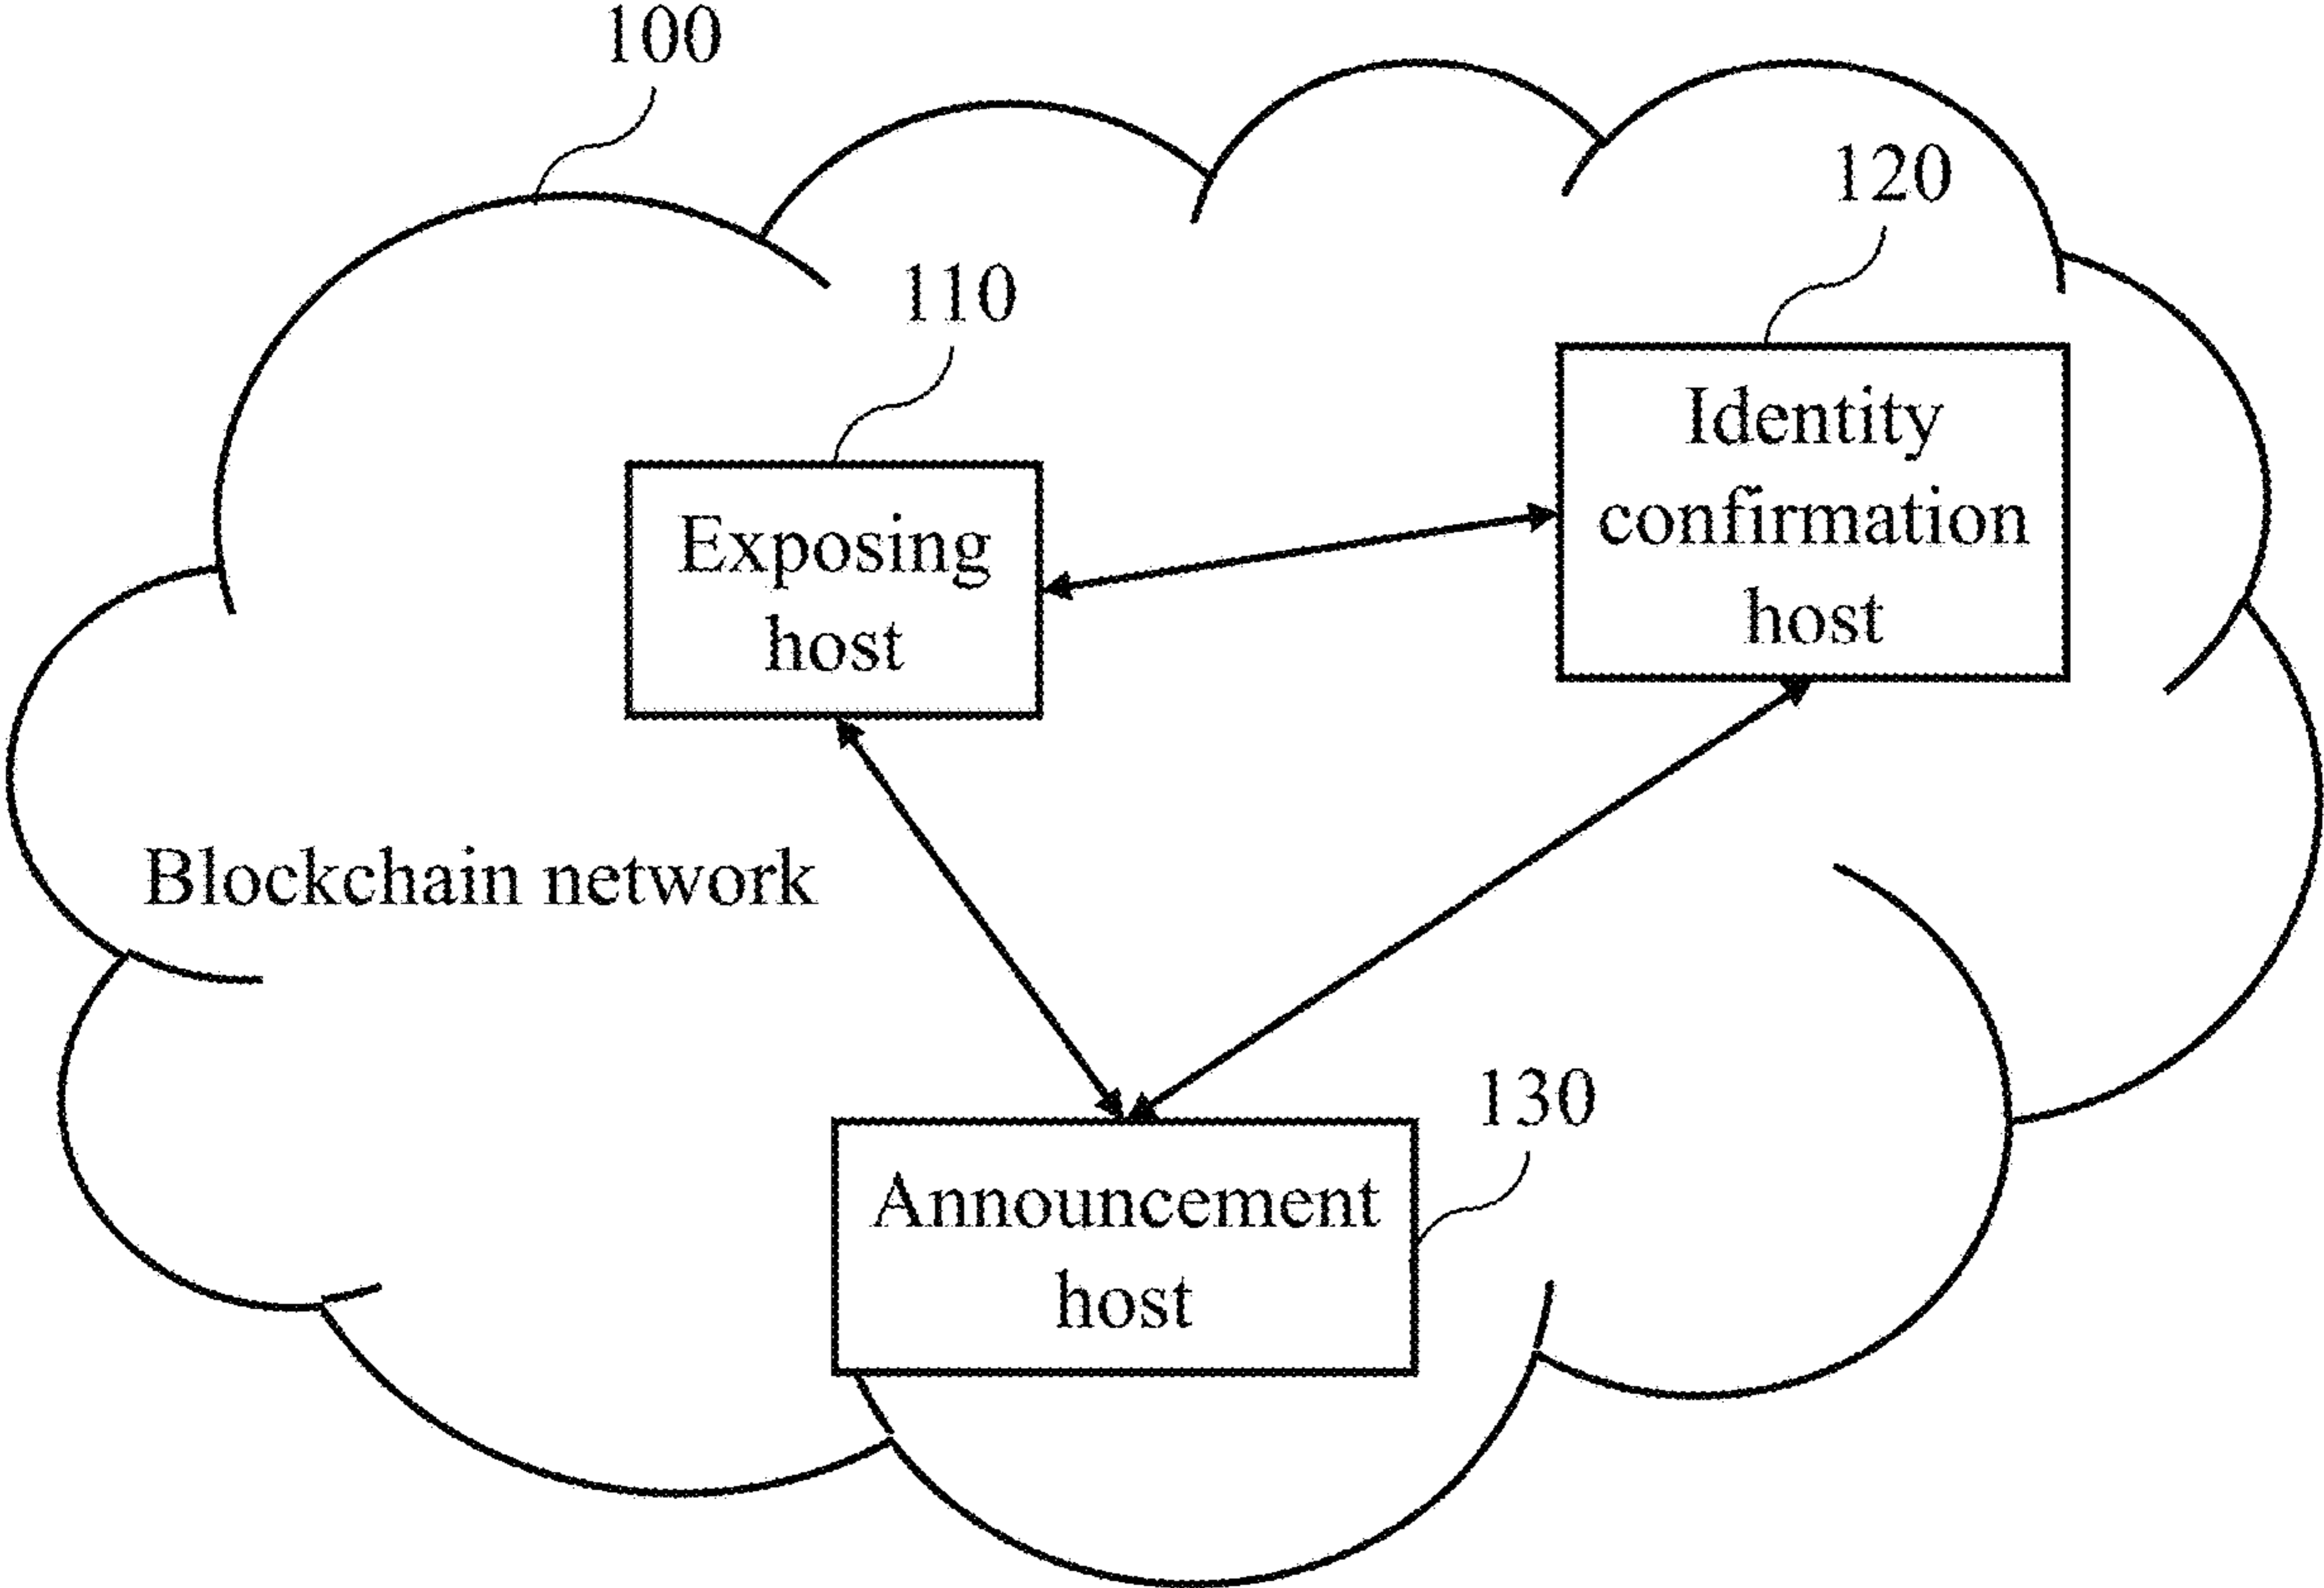 100
120
110
Identity
confirmation
host
Exposing
host
Blockchain network
130
Announcement
host